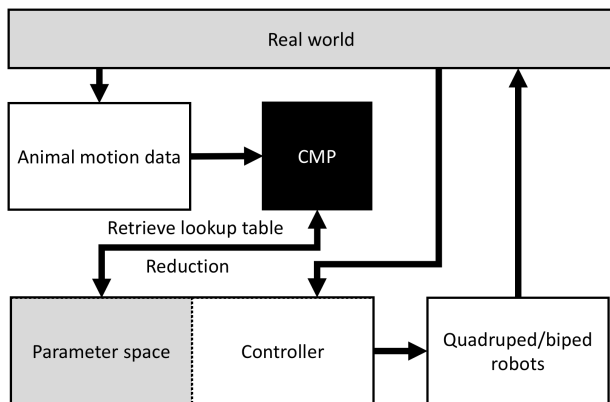 Real world
Animal motion data
CMP
Retrieve lookup table
Reduction
Parameter space
Controller
Quadruped/biped
robots